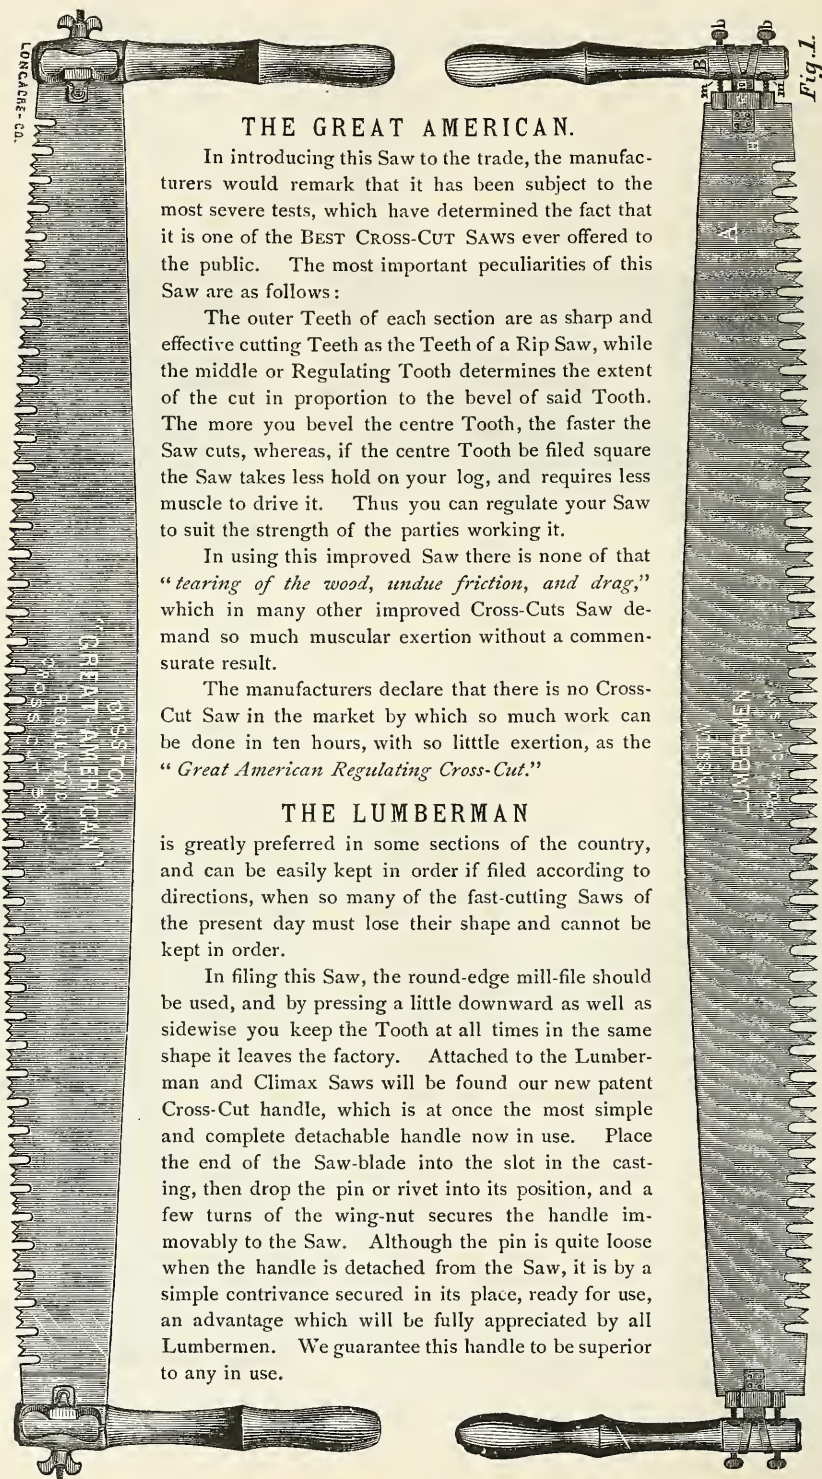 LONGACRE-CO.
Fig. 1.
B
m
m
E
A
THE GREAT AMERICAN.
In introducing this Saw to the trade, the manufac-
turers would remark that it has been subject to the
most severe tests, which have determined the fact that
it is one of the BEST CROSS-CUT SAWS ever offered to
the public. The most important peculiarities of this
Saw are as follows:
The outer Teeth of each section are as sharp and
effective cutting Teeth as the Teeth of a Rip Saw, while
the middle or Regulating Tooth determines the extent
of the cut in proportion to the bevel of said Tooth.
The more you bevel the centre Tooth, the faster the
Saw cuts, whereas, if the centre Tooth be filed square
the Saw takes less hold on your log, and requires less
muscle to drive it. Thus you can regulate your Saw
to suit the strength of the parties working it.
In using this improved Saw there is none of that
"tearing of the wood, undue friction, and drag,"
which in many other improved Cross-Cuts Saw de-
mand so much muscular exertion without a commen-
surate result.
The manufacturers declare that there is no Cross-
Cut Saw in the market by which so much work can
be done in ten hours, with so litttle exertion, as the
"Great American Regulating Cross-Cut."
THE LUMBERMAN
is greatly preferred in some sections of the country,
and can be easily kept in order if filed according to
directions, when so many of the fast-cutting Saws of
the present day must lose their shape and cannot be
kept in order.
In filing this Saw, the round-edge mill-file should
be used, and by pressing a little downward as well as
sidewise you keep the Tooth at all times in the same
shape it leaves the factory. Attached to the Lumber-
man and Climax Saws will be found our new patent
Cross-Cut handle, which is at once the most simple
and complete detachable handle now in use. Place
the end of the Saw-blade into the slot in the cast-
ing, then drop the pin or rivet into its position, and a
few turns of the wing-nut secures the handle im-
movably to the Saw. Although the pin is quite loose
when the handle is detached from the Saw, it is by a
simple contrivance secured in its place, ready for use,
an advantage which will be fully appreciated by all
Lumbermen. We guarantee this handle to be superior
to any in use.
DISSTON
"GREAT AMERICAN"
REGULATING
CROSS CUT SAW
DISSTON
LUMBERMEN
CROSS CUT